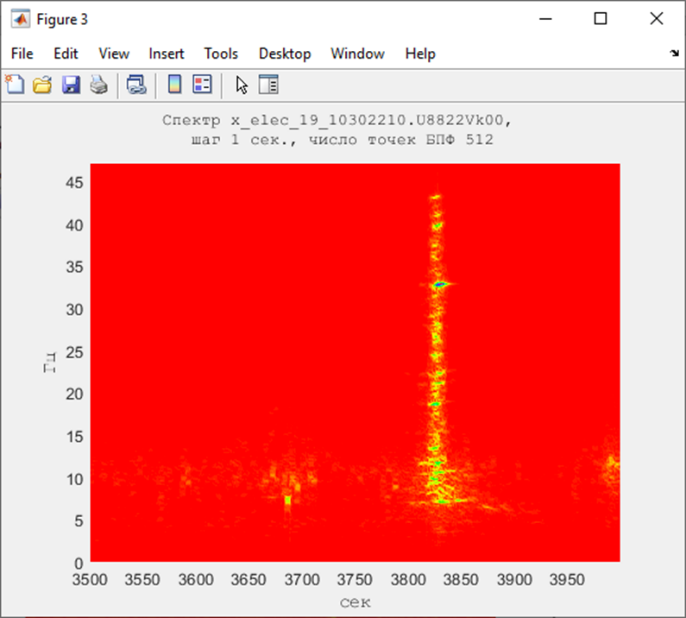 Figure 3
File Edit View Insert Tools Desktop Window Help
Спектр x_elec_19_10302210.U8822Vk00,
шаг 1 сек., число точек БПФ 512
45
40
35
30
25
20
15
10
5
0
Гц
3500 3550 3600 3650 3700 3750 3800 3850 3900 3950
сек